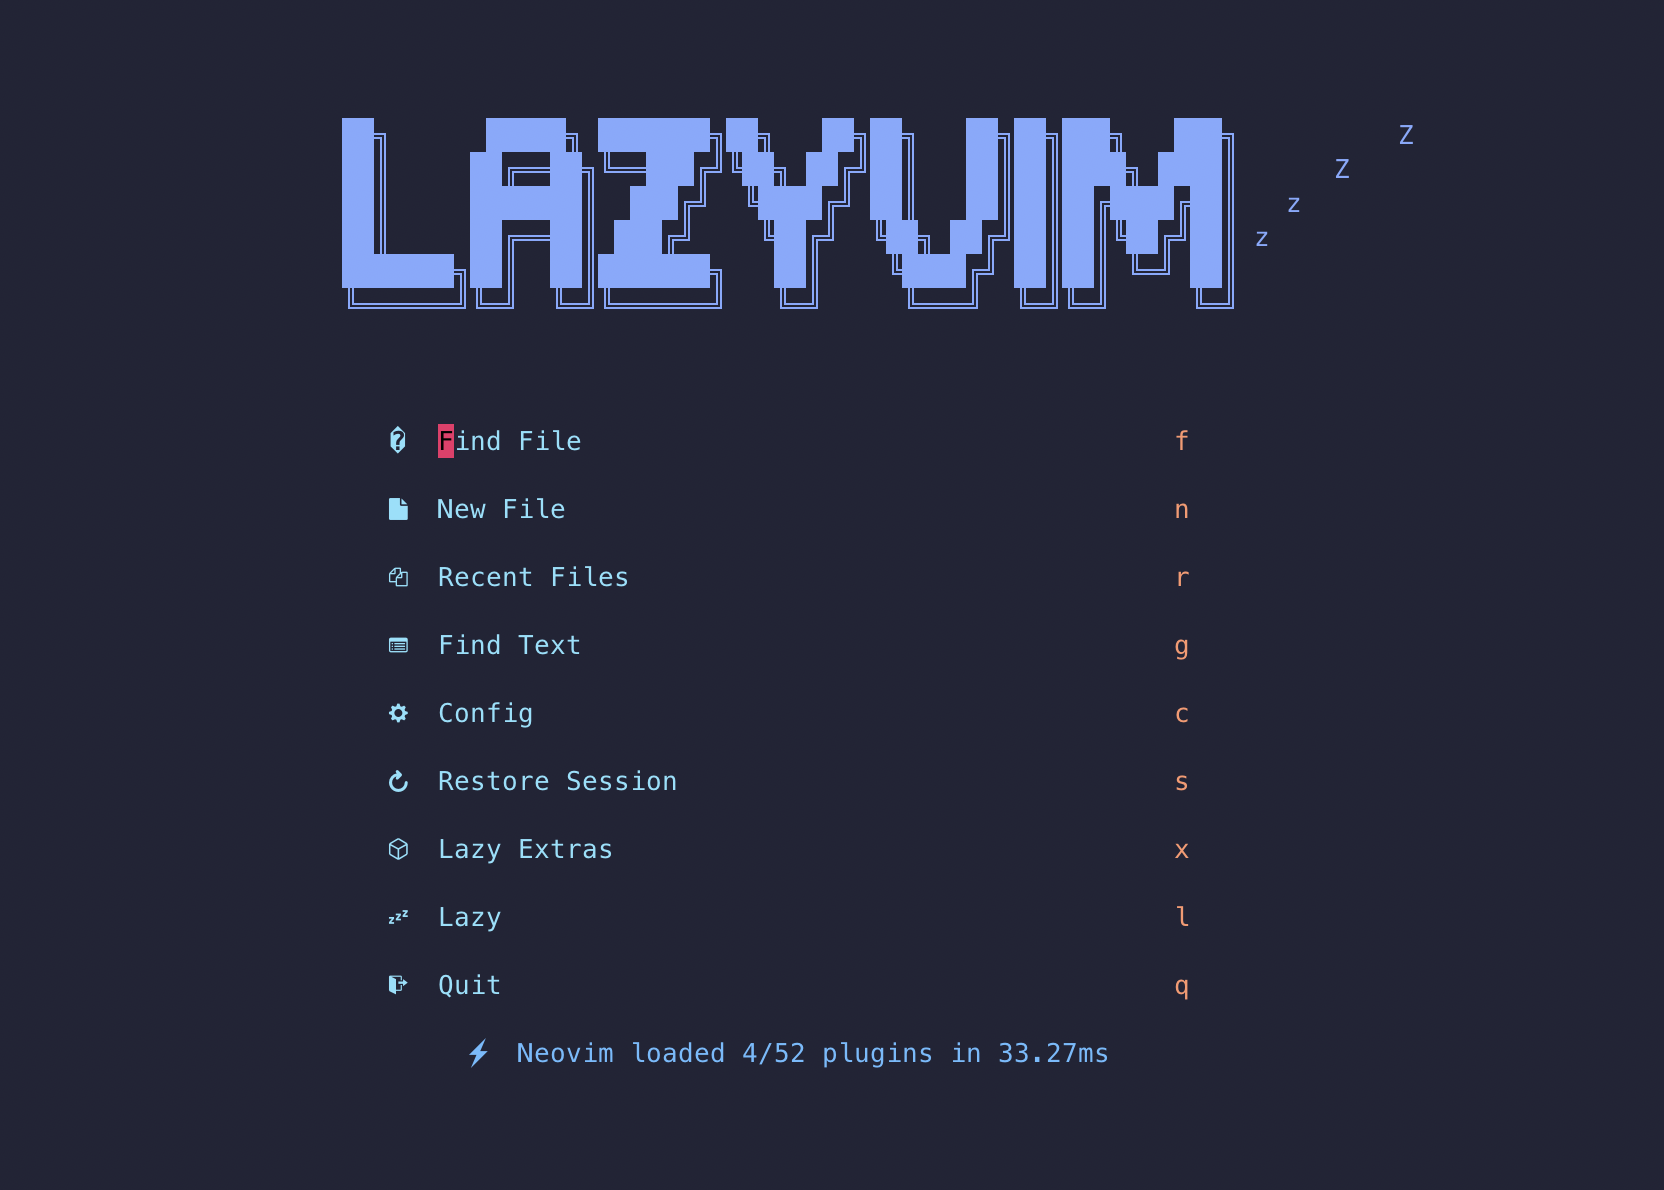 LAZYVIM
Z
Z
z
z
Find File f
New File n
Recent Files r
Find Text g
Config c
Restore Session s
Lazy Extras x
zzz Lazy l
Quit q
Neovim loaded 4/52 plugins in 33.27ms